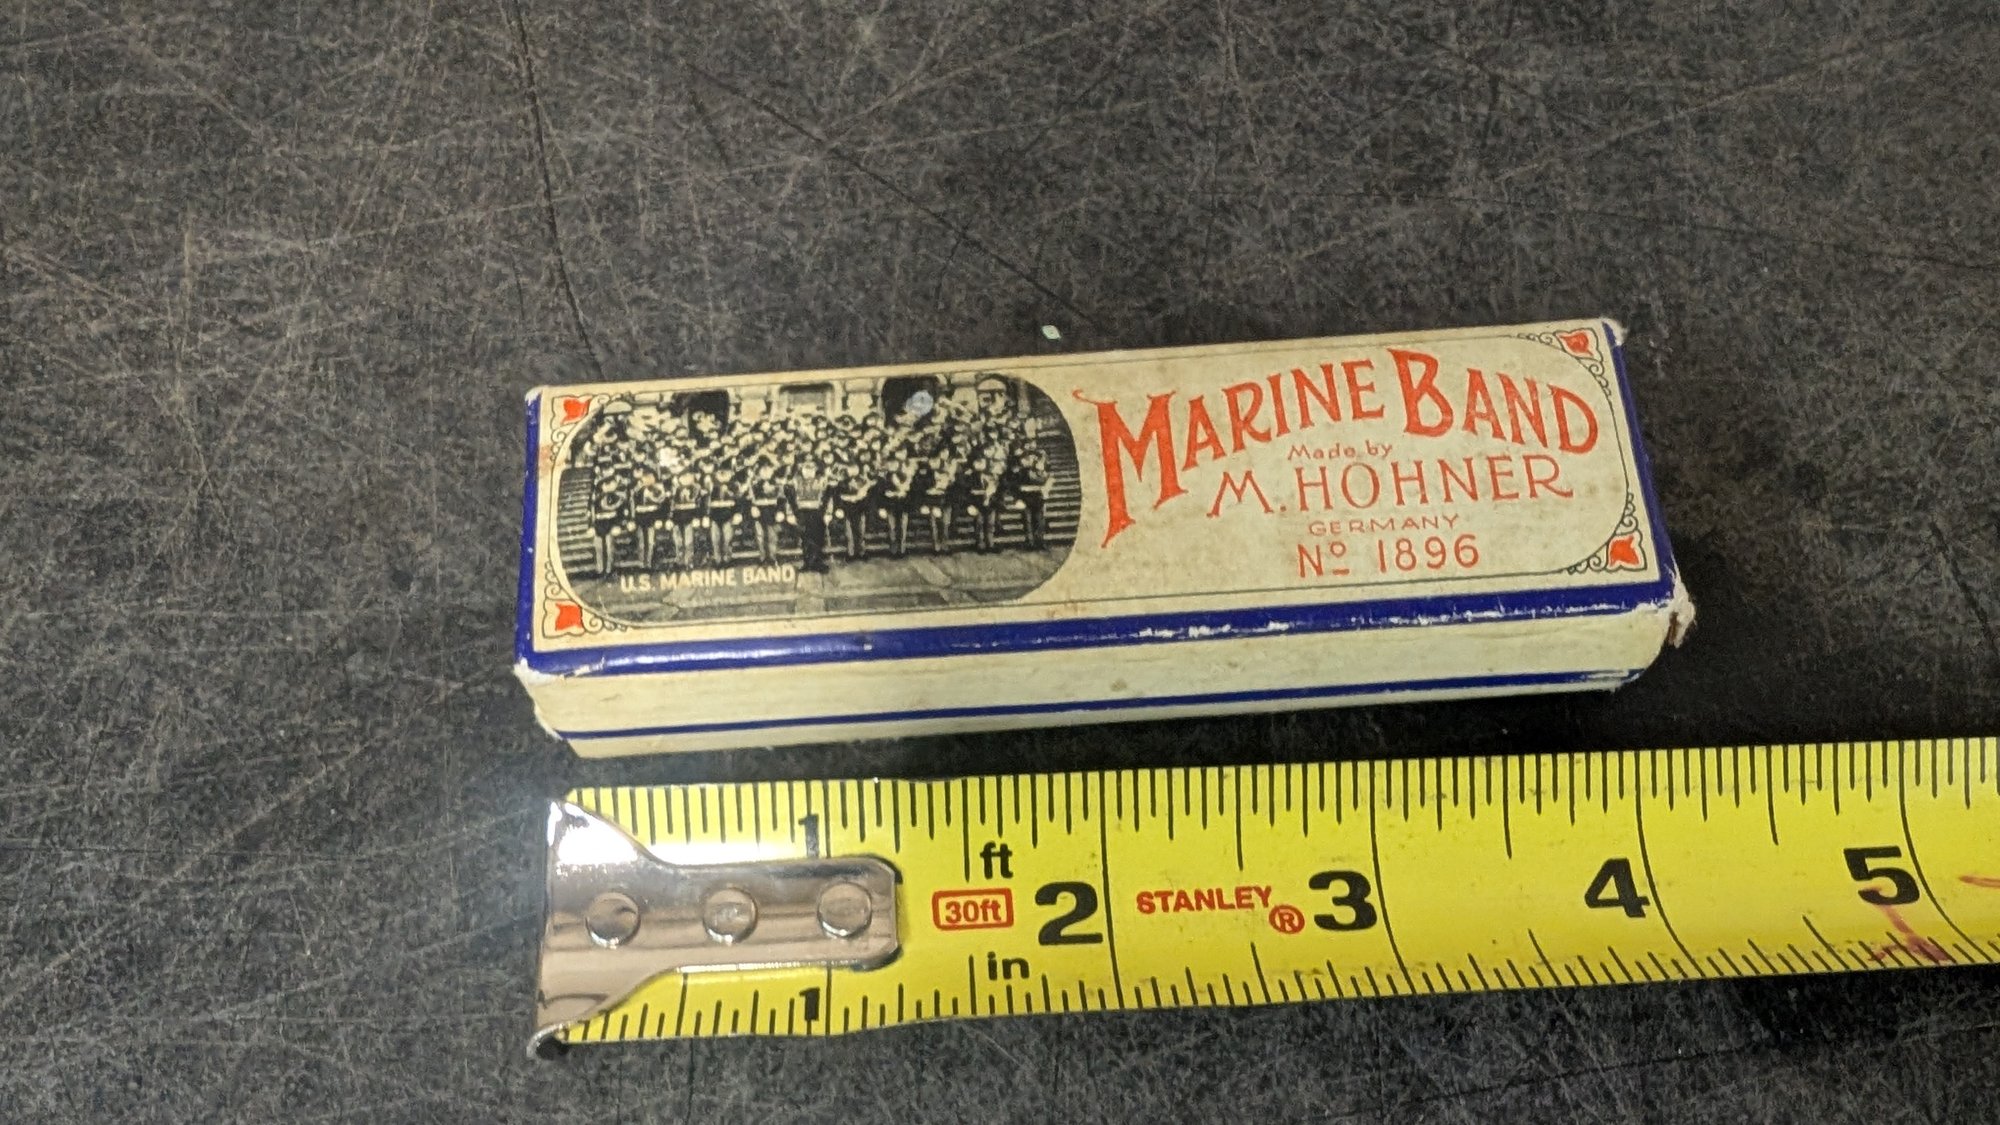 MARINE BAND
Made by
M. HOHNER
GERMANY
Nº 1896
U.S. MARINE BAND
1 ft
30ft 2 STANLEY® 3 4 5
1 in